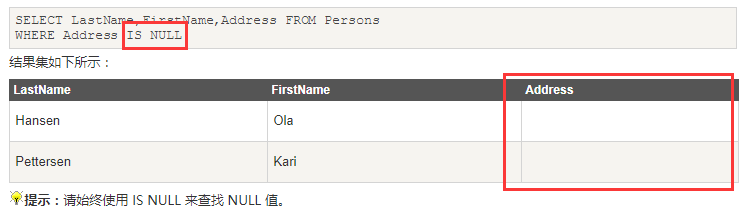 SELECT LastName,FirstName,Address FROM Persons
WHERE Address IS NULL
结果集如下所示：
LastName FirstName Address
Hansen Ola
Pettersen Kari
提示：请始终使用 IS NULL 来查找 NULL 值。